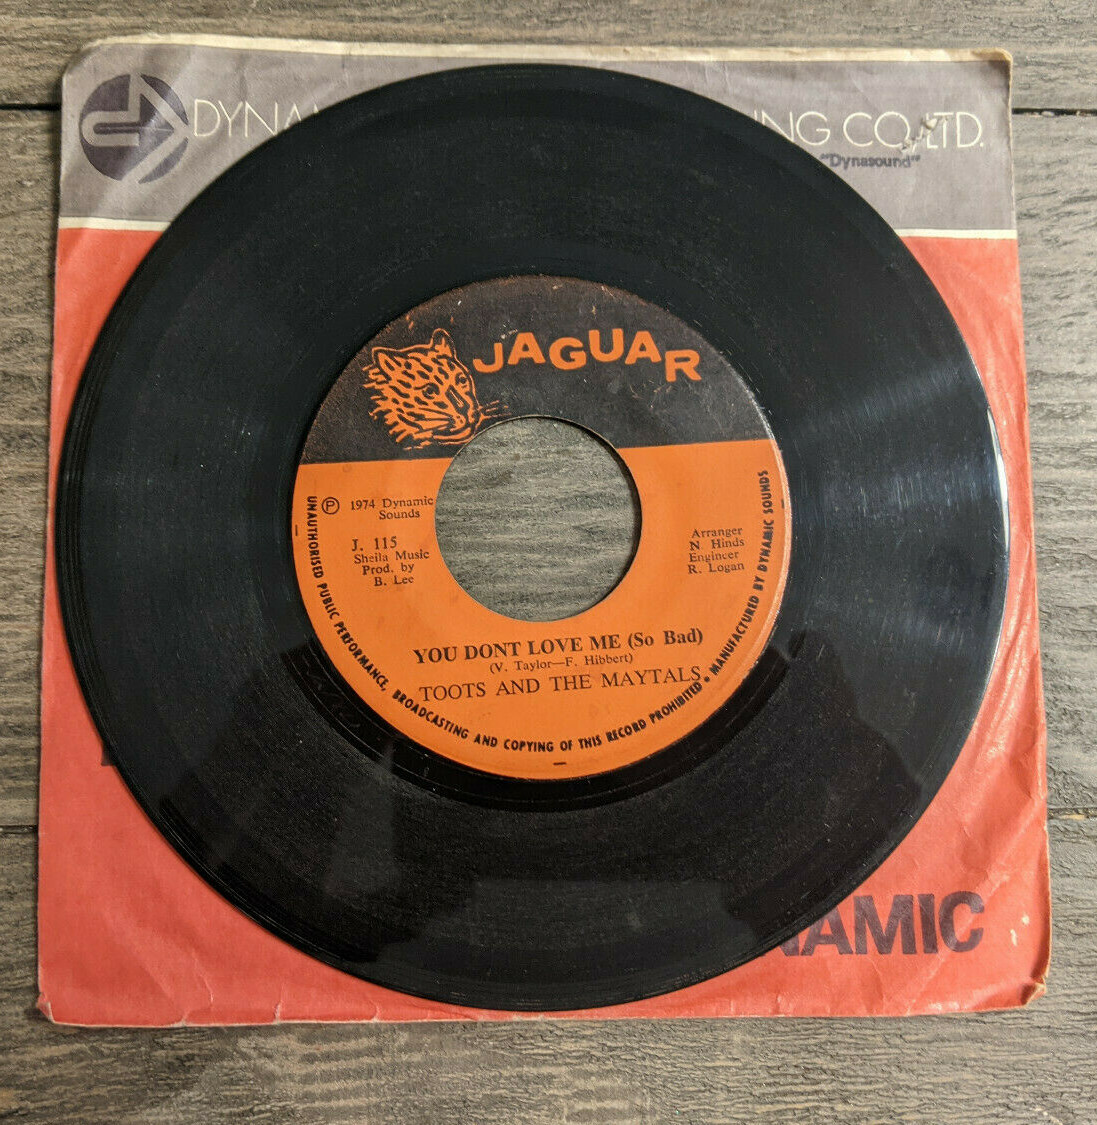 DYNA
NG CO. LTD.
"Dynasound"
JAGUAR
Ⓟ 1974 Dynamic
Sounds
J. 115
Sheila Music
Prod. by
B. Lee
Arranger
N Hinds
Engineer
R. Logan
YOU DONT LOVE ME (So Bad)
(V. Taylor—F. Hibbert)
TOOTS AND THE MAYTALS
UNAUTHORISED PUBLIC PERFORMANCE, BROADCASTING AND COPYING OF THIS RECORD PROHIBITED • MANUFACTURED BY DYNAMIC SOUNDS
NAMIC